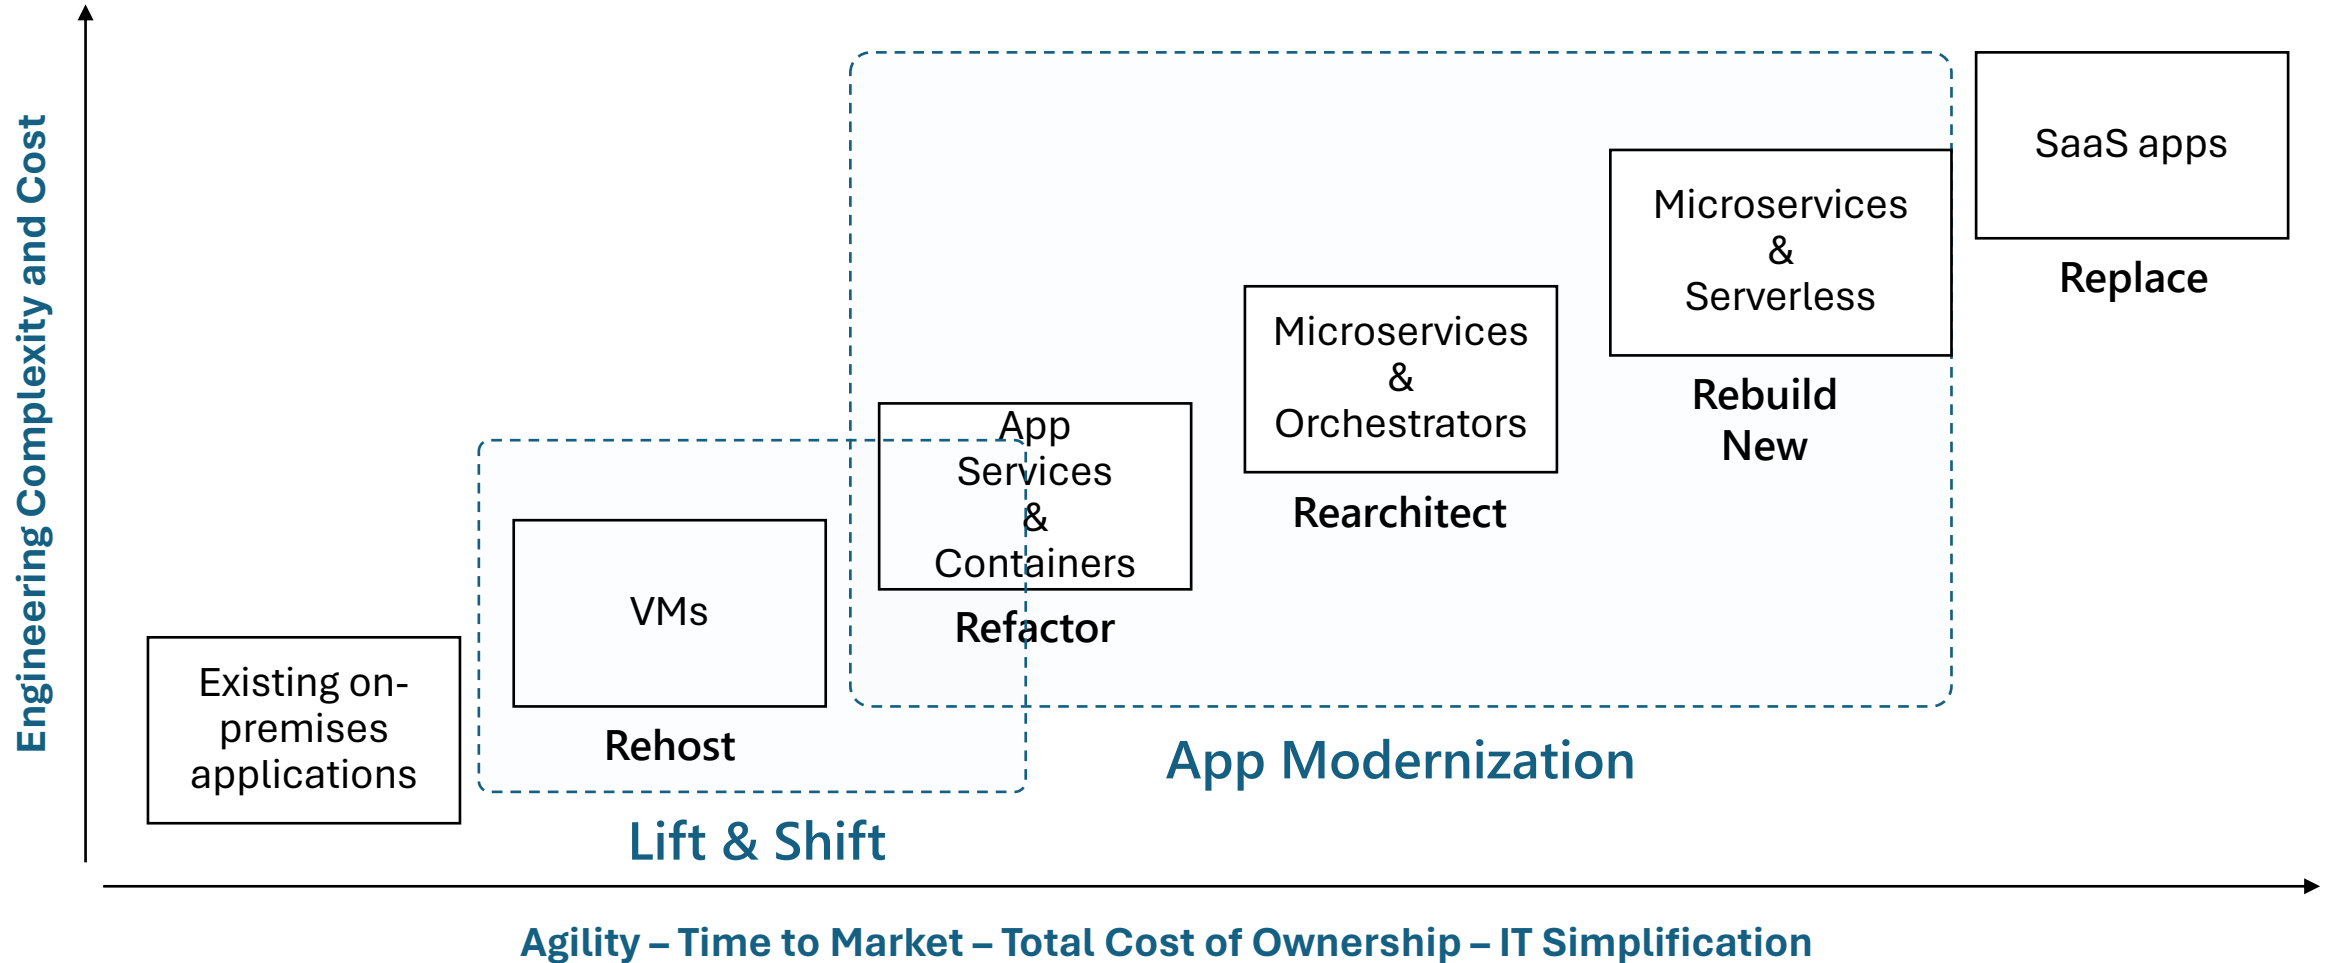 Engineering Complexity and Cost
Existing on-
premises
applications
VMs
Rehost
Lift & Shift
App
Services
&
Containers
Refactor
Microservices
&
Orchestrators
Rearchitect
App Modernization
Microservices
&
Serverless
Rebuild
New
SaaS apps
Replace
Agility – Time to Market – Total Cost of Ownership – IT Simplification